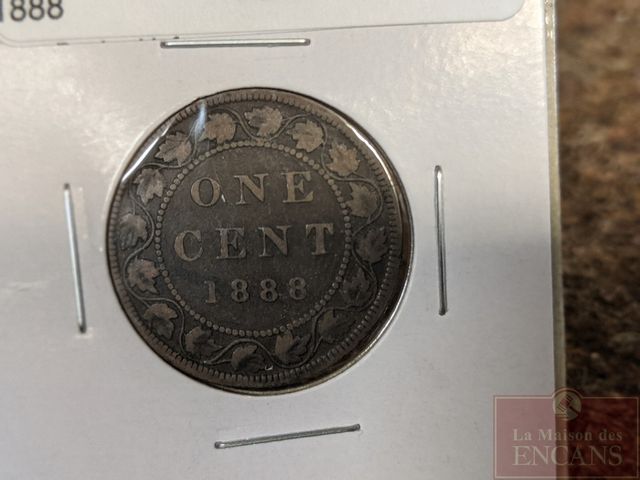 1888
ONE
CENT
1888
La Maison des
ENCANS